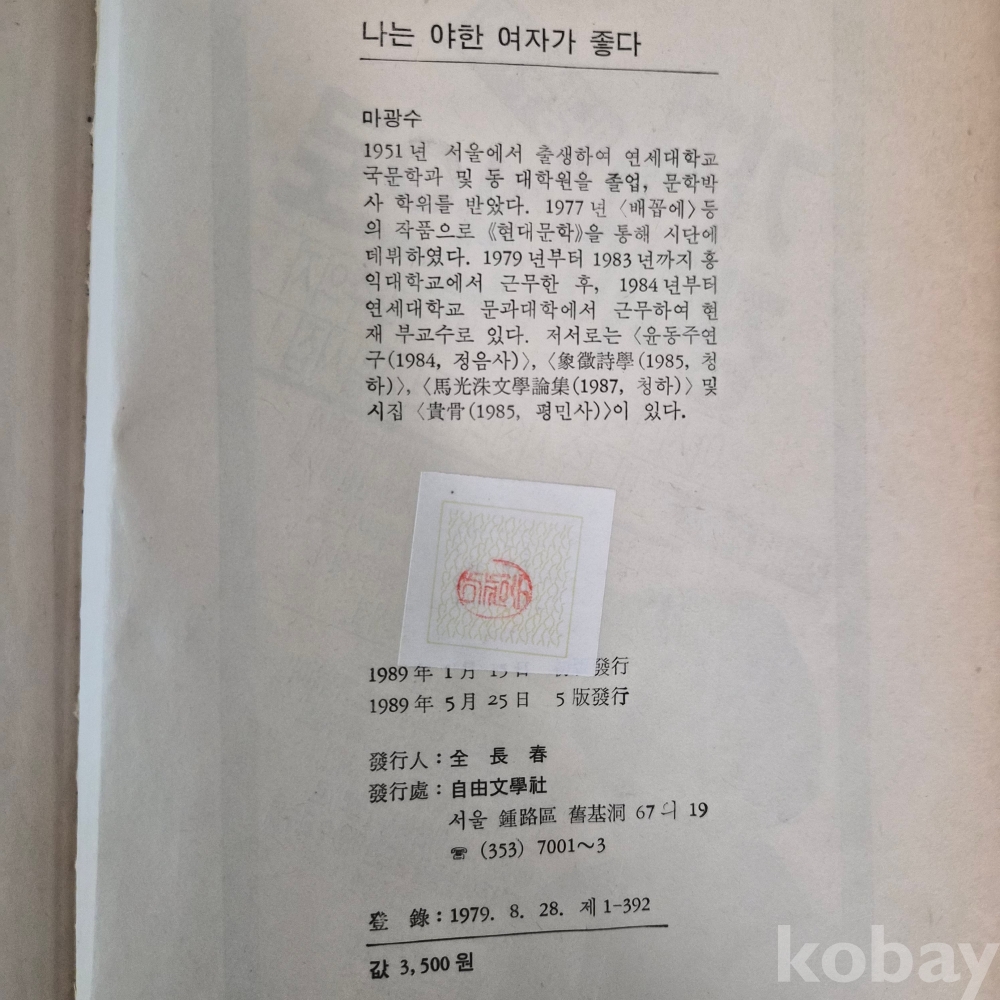 나는 야한 여자가 좋다
마광수
1951년 서울에서 출생하여 연세대학교
국문학과 및 동 대학원을 졸업, 문학박
사 학위를 받았다. 1977년 〈배꼽에〉등
의 작품으로 《현대문학》을 통해 시단에
데뷔하였다. 1979년부터 1983년까지 홍
익대학교에서 근무한 후, 1984년부터
연세대학교 문과대학에서 근무하여 현
재 부교수로 있다. 저서로는 〈윤동주연
구(1984, 정음사)〉, 〈象徵詩學(1985, 청
하)〉, 〈馬光洙文學論集(1987, 청하)〉 및
시집 〈貴骨(1985, 평민사)〉이 있다.
1989年 1月 15日 發行
1989年 5月 25日 5版發行
發行人: 全長春
發行處: 自由文學社
서울 鍾路區 舊基洞 67의 19
☎ (353) 7001~3
登錄: 1979. 8. 28. 제1-392
값 3,500원
kobay